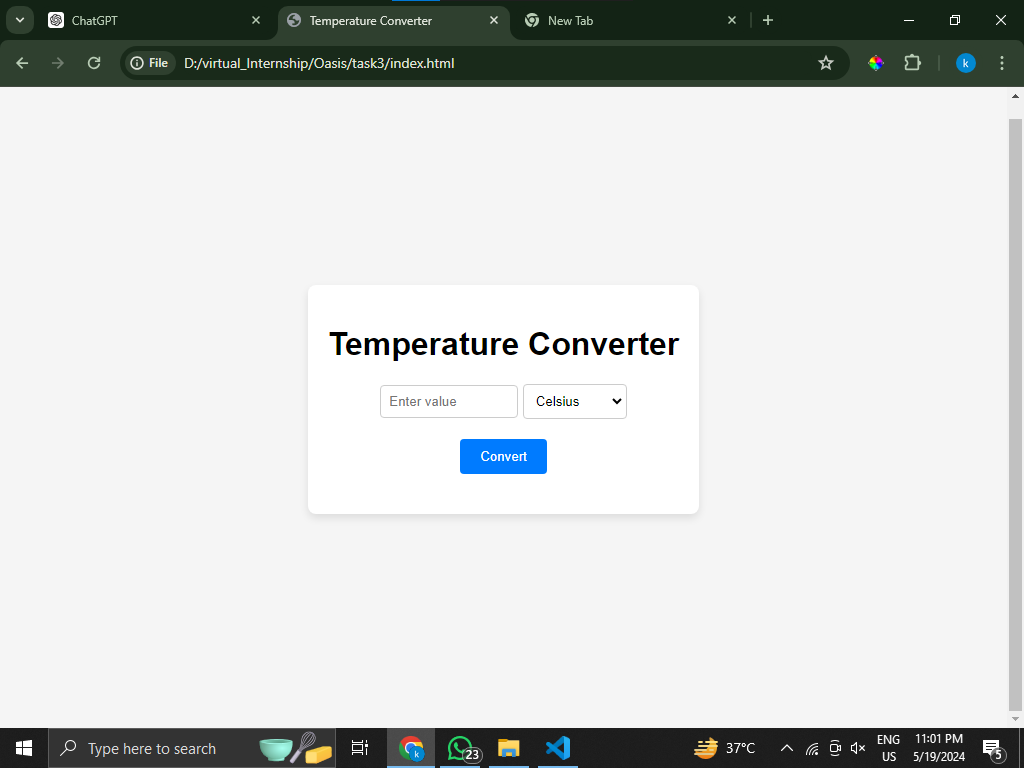 ChatGPT
Temperature Converter
New Tab
File
D:/virtual_Internship/Oasis/task3/index.html
k
Temperature Converter
Enter value
Celsius
Convert
Type here to search
k
23
37°C
ENG
US
11:01 PM
5/19/2024
5